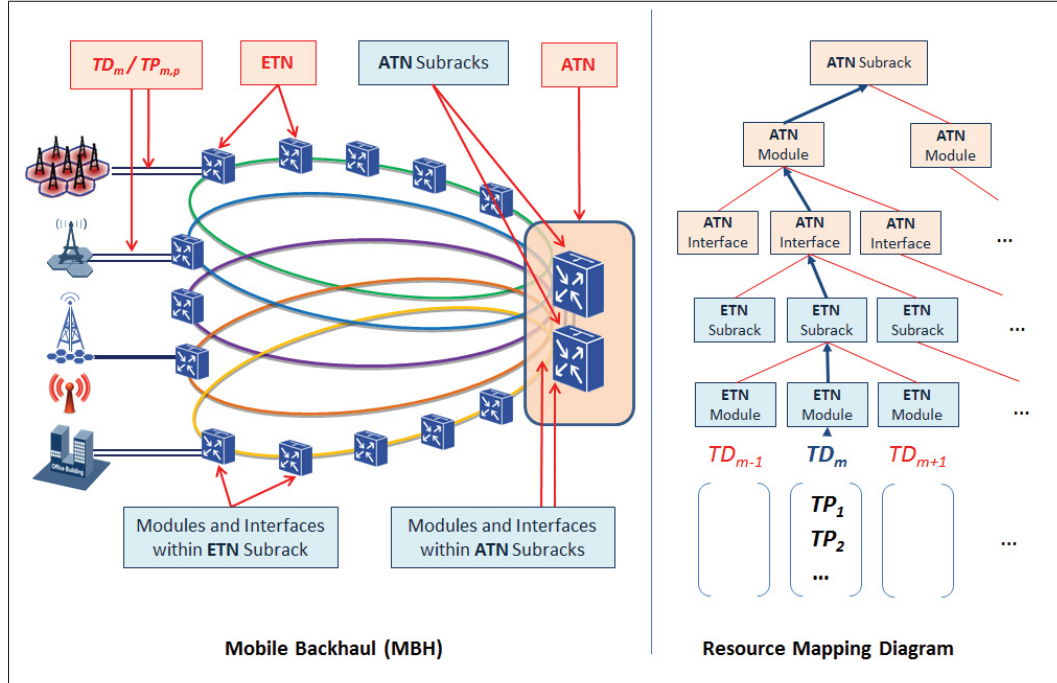 TDm / TPm,p
ETN
ATN Subracks
ATN
Office Building
Modules and Interfaces
within ETN Subrack
Modules and Interfaces
within ATN Subracks
Mobile Backhaul (MBH)
ATN Subrack
ATN
Module
ATN
Module
ATN
Interface
ATN
Interface
ATN
Interface
...
ETN
Subrack
ETN
Subrack
ETN
Subrack
...
ETN
Module
ETN
Module
ETN
Module
...
TDm-1
TDm
TDm+1
TP1
TP2
...
...
Resource Mapping Diagram